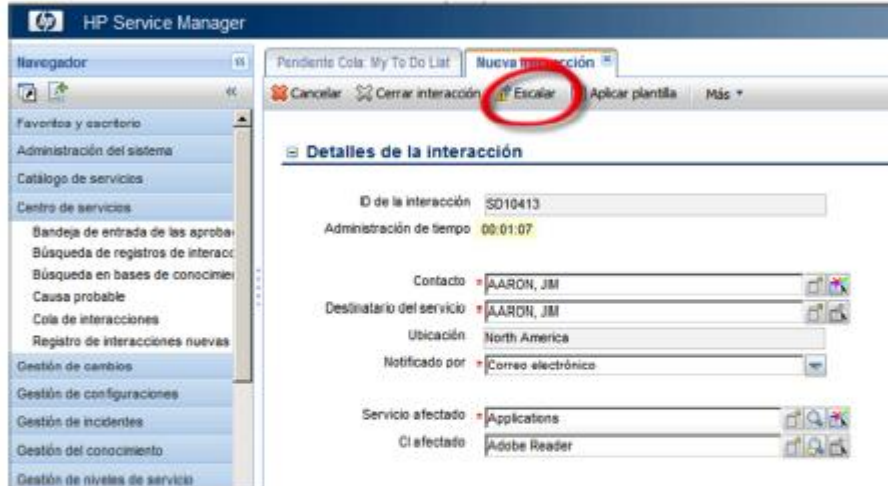 hp HP Service Manager
Navegador
Favoritos y escritorio
Administración del sistema
Catálogo de servicios
Centro de servicios
Bandeja de entrada de las aproba
Búsqueda de registros de interacc
Búsqueda en bases de conocimie
Causa probable
Cola de interacciones
Registro de interacciones nuevas
Gestión de cambios
Gestión de configuraciones
Gestión de incidentes
Gestión del conocimiento
Gestión de niveles de servicio
Pendiente Cola: My To Do List
Nueva interacción
Cancelar Cerrar interacción Escalar Aplicar plantilla Más
Detalles de la interacción
ID de la interacción SD10413
Administración de tiempo 00:01:07
Contacto AARON, JIM
Destinatario del servicio AARON, JIM
Ubicación North America
Notificado por Correo electrónico
Servicio afectado Applications
CI afectado Adobe Reader